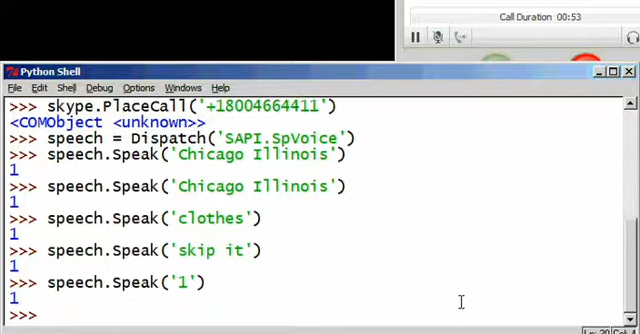 Call Duration 00:53
Python Shell
File Edit Shell Debug Options Windows Help
>>> skype.PlaceCall('+18004664411')
<COMObject <unknown>>
>>> speech = Dispatch('SAPI.SpVoice')
>>> speech.Speak('Chicago Illinois')
1
>>> speech.Speak('Chicago Illinois')
1
>>> speech.Speak('clothes')
1
>>> speech.Speak('skip it')
1
>>> speech.Speak('1')
1
>>>